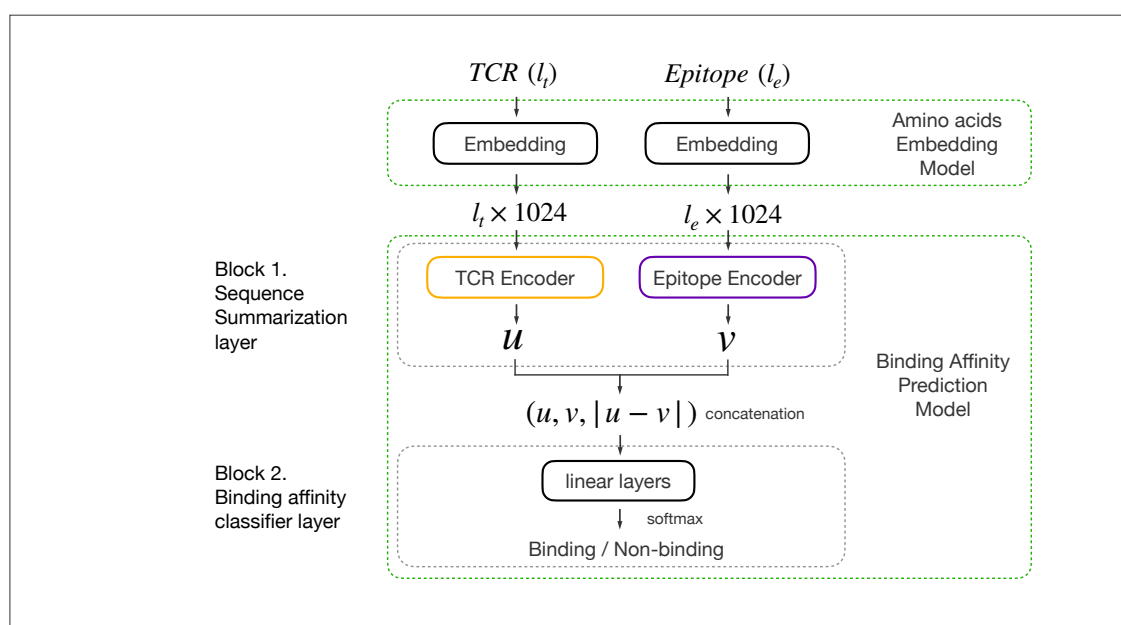 TCR (l_t)
Epitope (l_e)
Embedding
Embedding
Amino acids
Embedding
Model
l_t × 1024
l_e × 1024
Block 1.
Sequence
Summarization
layer
TCR Encoder
Epitope Encoder
u
v
Binding Affinity
Prediction
Model
(u, v, |u − v|) concatenation
Block 2.
Binding affinity
classifier layer
linear layers
softmax
Binding / Non-binding